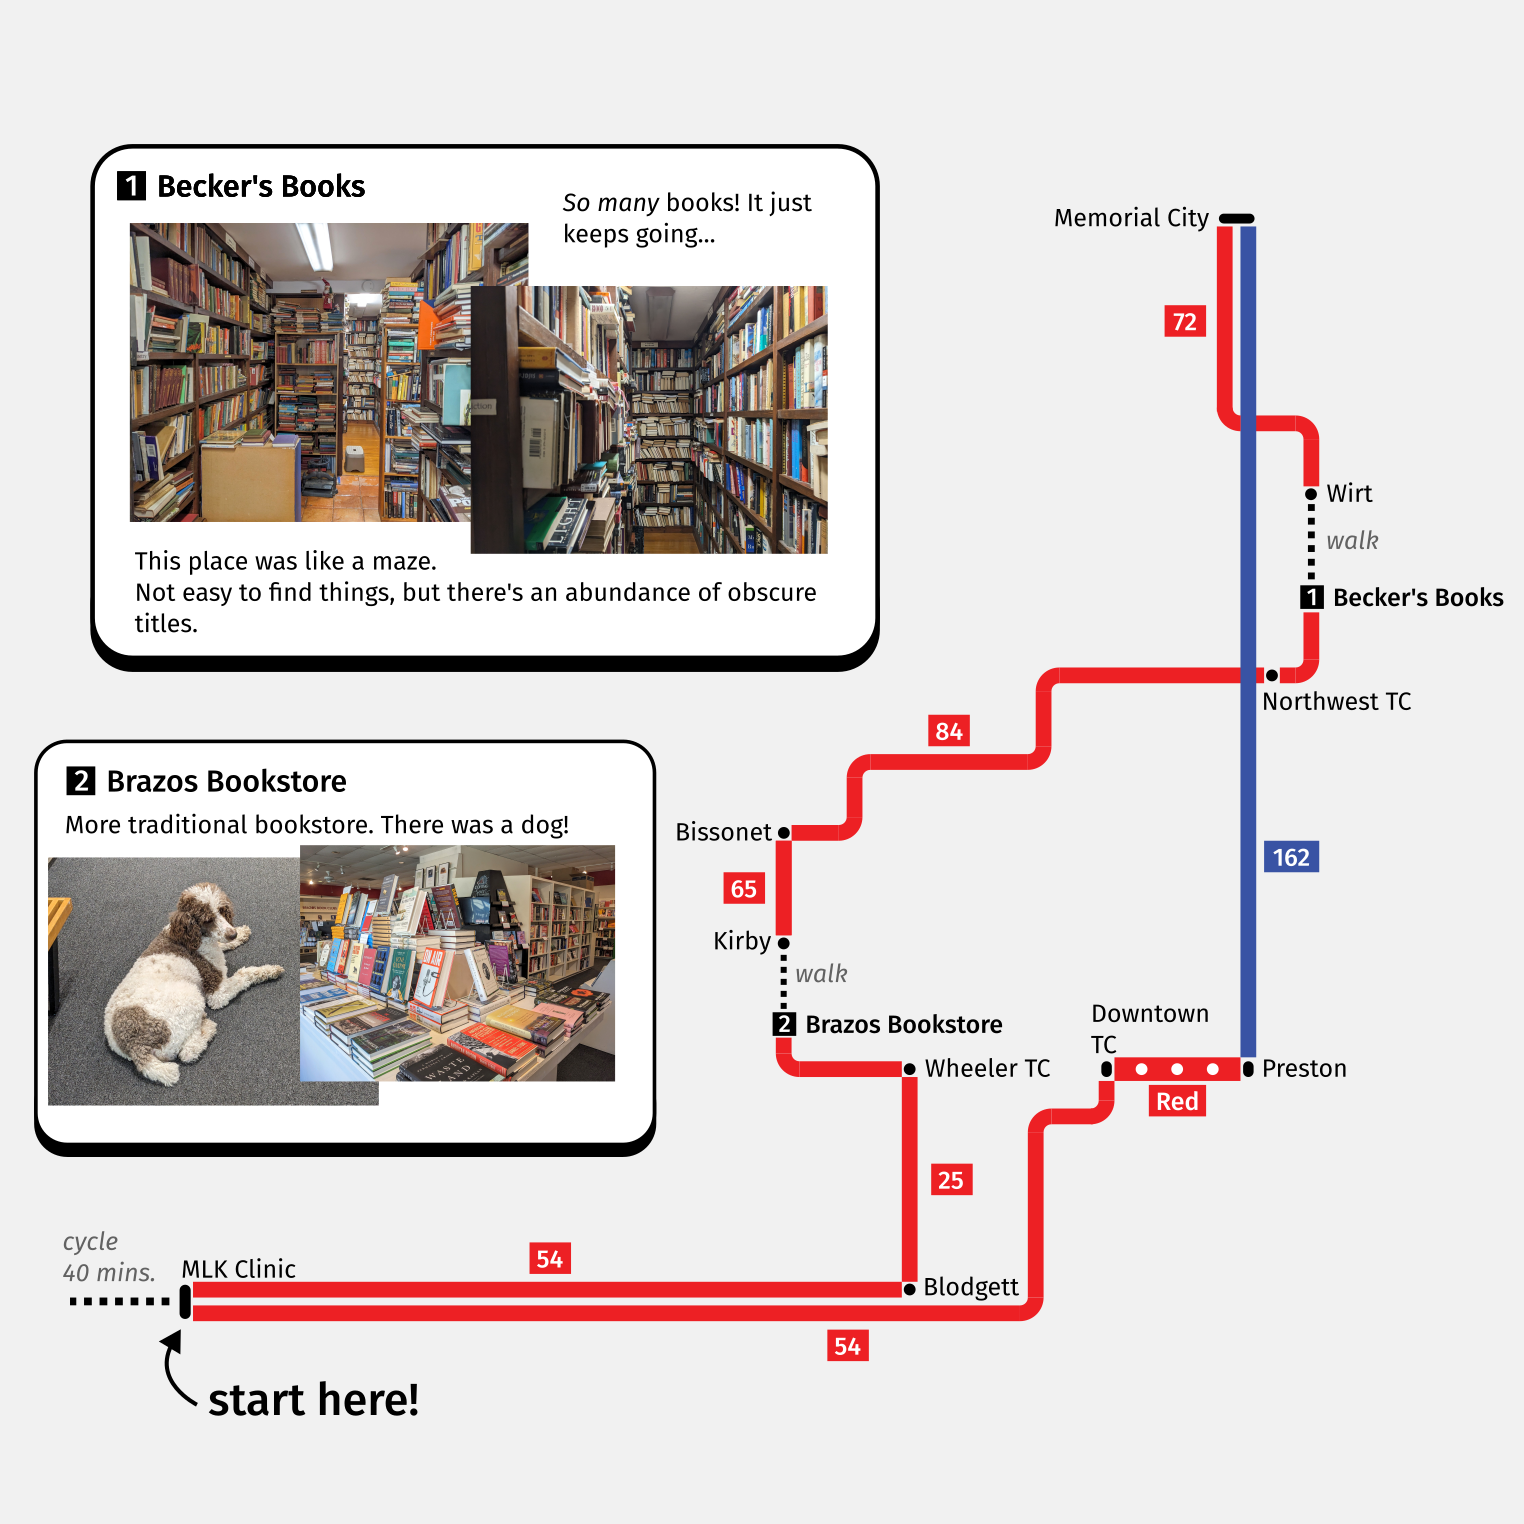 1 Becker's Books
So many books! It just
keeps going...
LIGHT
This place was like a maze.
Not easy to find things, but there's an abundance of obscure
titles.
2 Brazos Bookstore
More traditional bookstore. There was a dog!
WASTE
LAND
Memorial City
72
Wirt
walk
1 Becker's Books
Northwest TC
84
Bissonet
65
162
Kirby
walk
2 Brazos Bookstore
Downtown
TC
Wheeler TC
Preston
Red
25
cycle
40 mins.
MLK Clinic
54
Blodgett
54
start here!